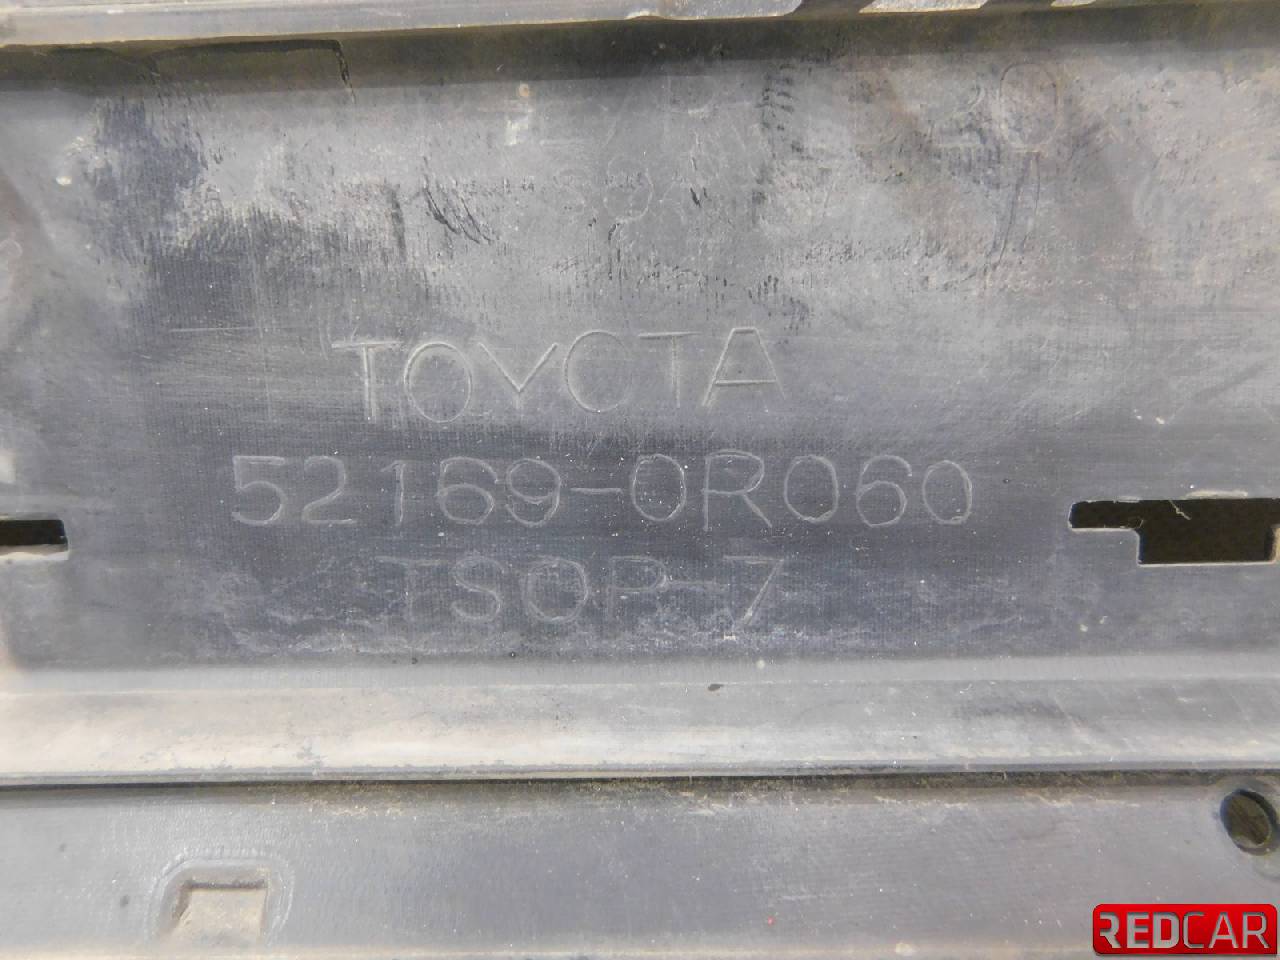 TOYOTA
52169-0R060
TSOP-7
REDCAR